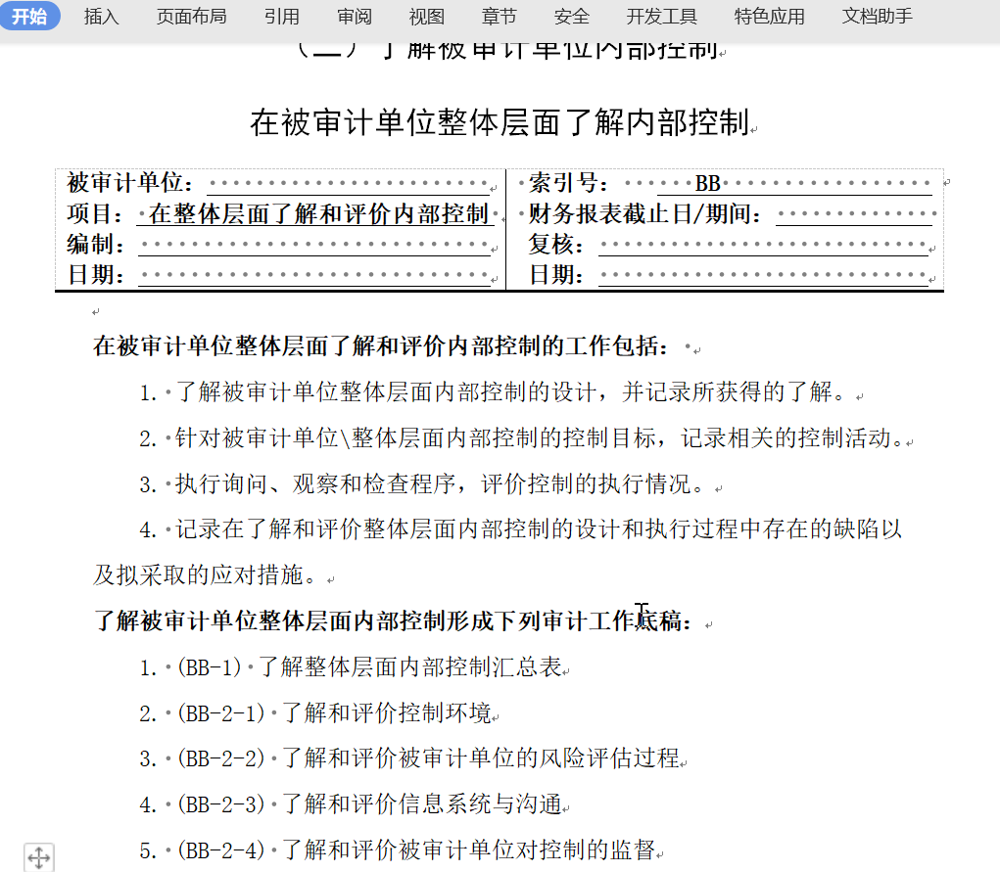 开始 插入 页面布局 引用 审阅 视图 章节 安全 开发工具 特色应用 文档助手
（二）了解被审计单位内部控制
在被审计单位整体层面了解内部控制
被审计单位： 索引号： BB
项目： 在整体层面了解和评价内部控制 财务报表截止日/期间：
编制： 复核：
日期： 日期：
在被审计单位整体层面了解和评价内部控制的工作包括：
1. 了解被审计单位整体层面内部控制的设计，并记录所获得的了解。
2. 针对被审计单位\整体层面内部控制的控制目标，记录相关的控制活动。
3. 执行询问、观察和检查程序，评价控制的执行情况。
4. 记录在了解和评价整体层面内部控制的设计和执行过程中存在的缺陷以
及拟采取的应对措施。
了解被审计单位整体层面内部控制形成下列审计工作底稿：
1. (BB-1) 了解整体层面内部控制汇总表
2. (BB-2-1) 了解和评价控制环境
3. (BB-2-2) 了解和评价被审计单位的风险评估过程
4. (BB-2-3) 了解和评价信息系统与沟通
5. (BB-2-4) 了解和评价被审计单位对控制的监督